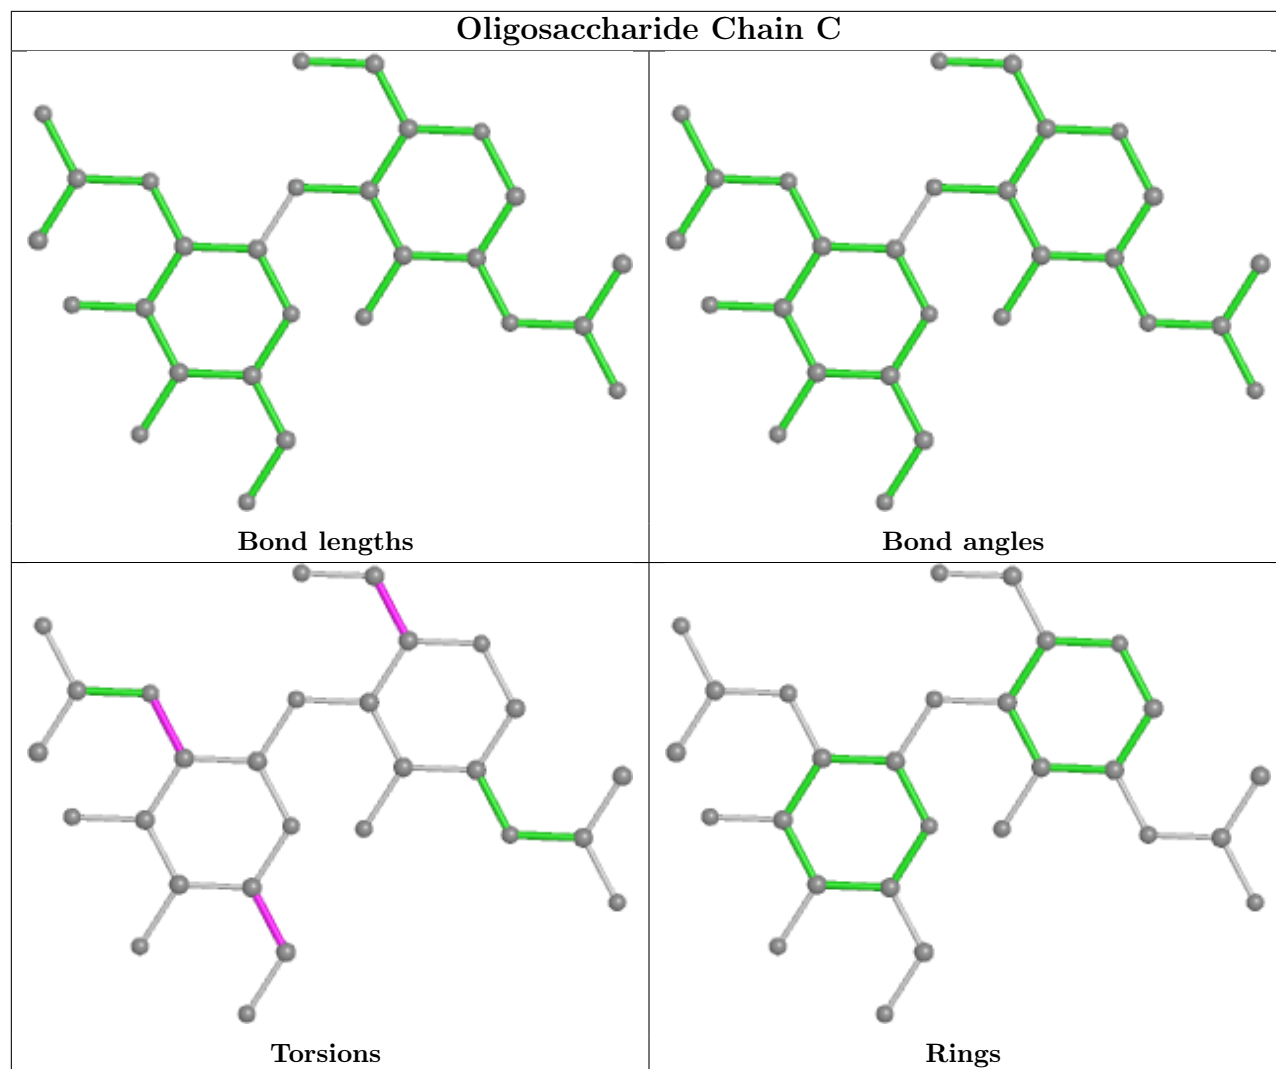 Oligosaccharide Chain C
Bond lengths
Bond angles
Torsions
Rings